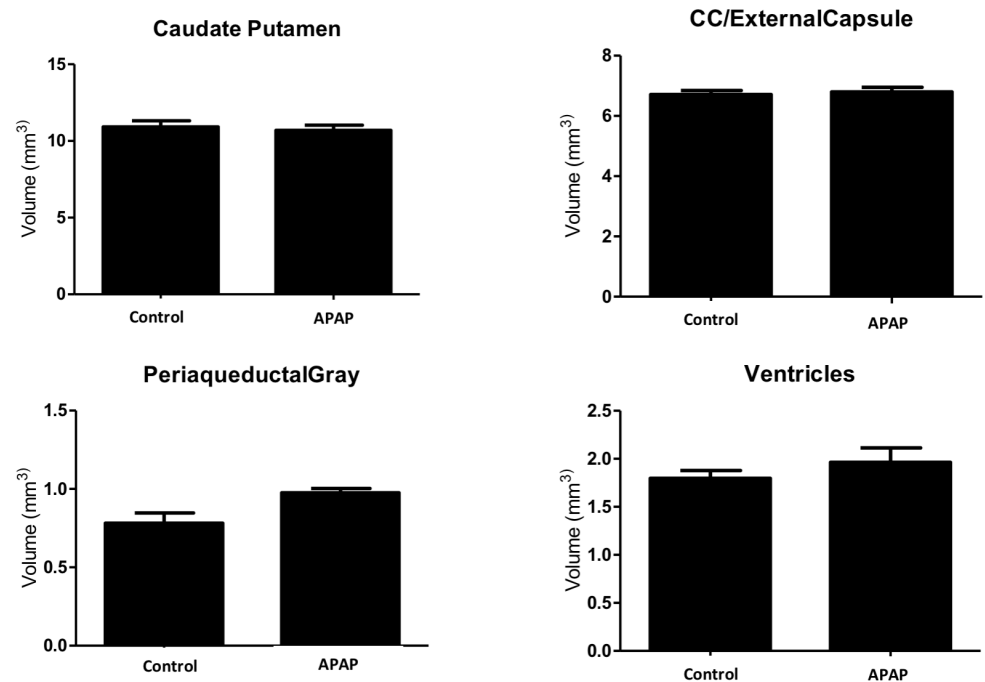 Caudate Putamen
Volume (mm3)
15
10
5
0
Control APAP
CC/ExternalCapsule
Volume (mm3)
8
6
4
2
0
Control APAP
PeriaqueductalGray
Volume (mm3)
1.5
1.0
0.5
0.0
Control APAP
Ventricles
Volume (mm3)
2.5
2.0
1.5
1.0
0.5
0.0
Control APAP